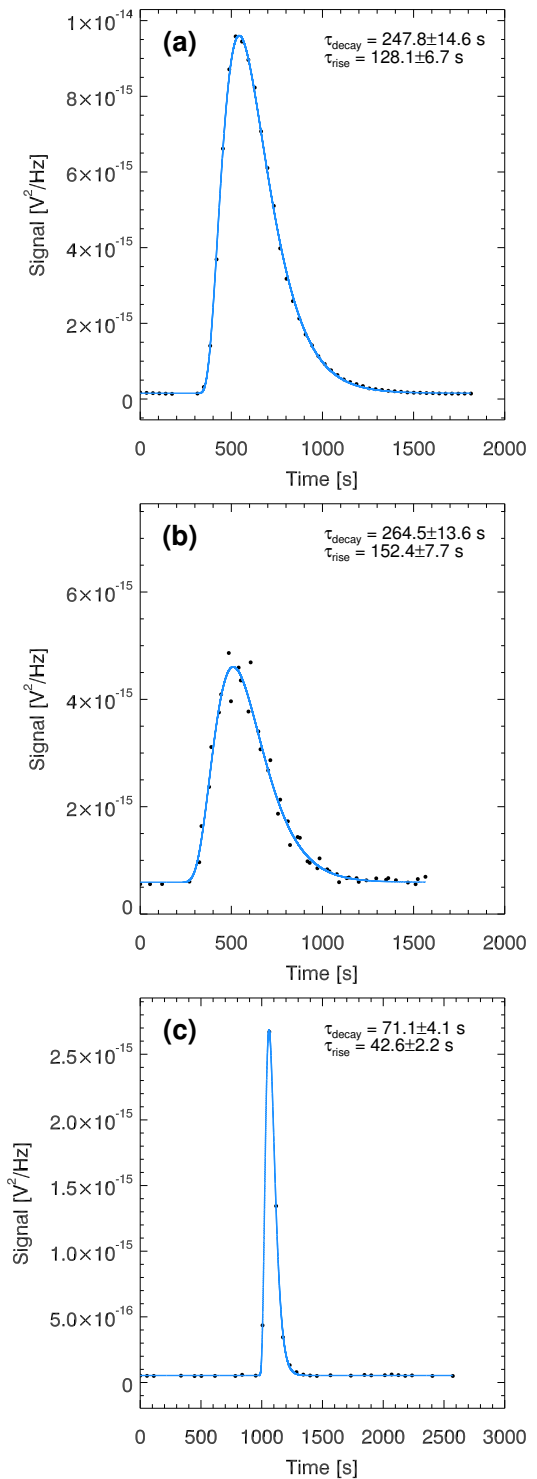 (a)
τdecay = 247.8±14.6 s
τrise = 128.1±6.7 s
1×10⁻¹⁴
8×10⁻¹⁵
6×10⁻¹⁵
4×10⁻¹⁵
2×10⁻¹⁵
0
Signal [V²/Hz]
0 500 1000 1500 2000
Time [s]
(b)
τdecay = 264.5±13.6 s
τrise = 152.4±7.7 s
6×10⁻¹⁵
4×10⁻¹⁵
2×10⁻¹⁵
0
Signal [V²/Hz]
0 500 1000 1500 2000
Time [s]
(c)
τdecay = 71.1±4.1 s
τrise = 42.6±2.2 s
2.5×10⁻¹⁵
2.0×10⁻¹⁵
1.5×10⁻¹⁵
1.0×10⁻¹⁵
5.0×10⁻¹⁶
0
Signal [V²/Hz]
0 500 1000 1500 2000 2500 3000
Time [s]